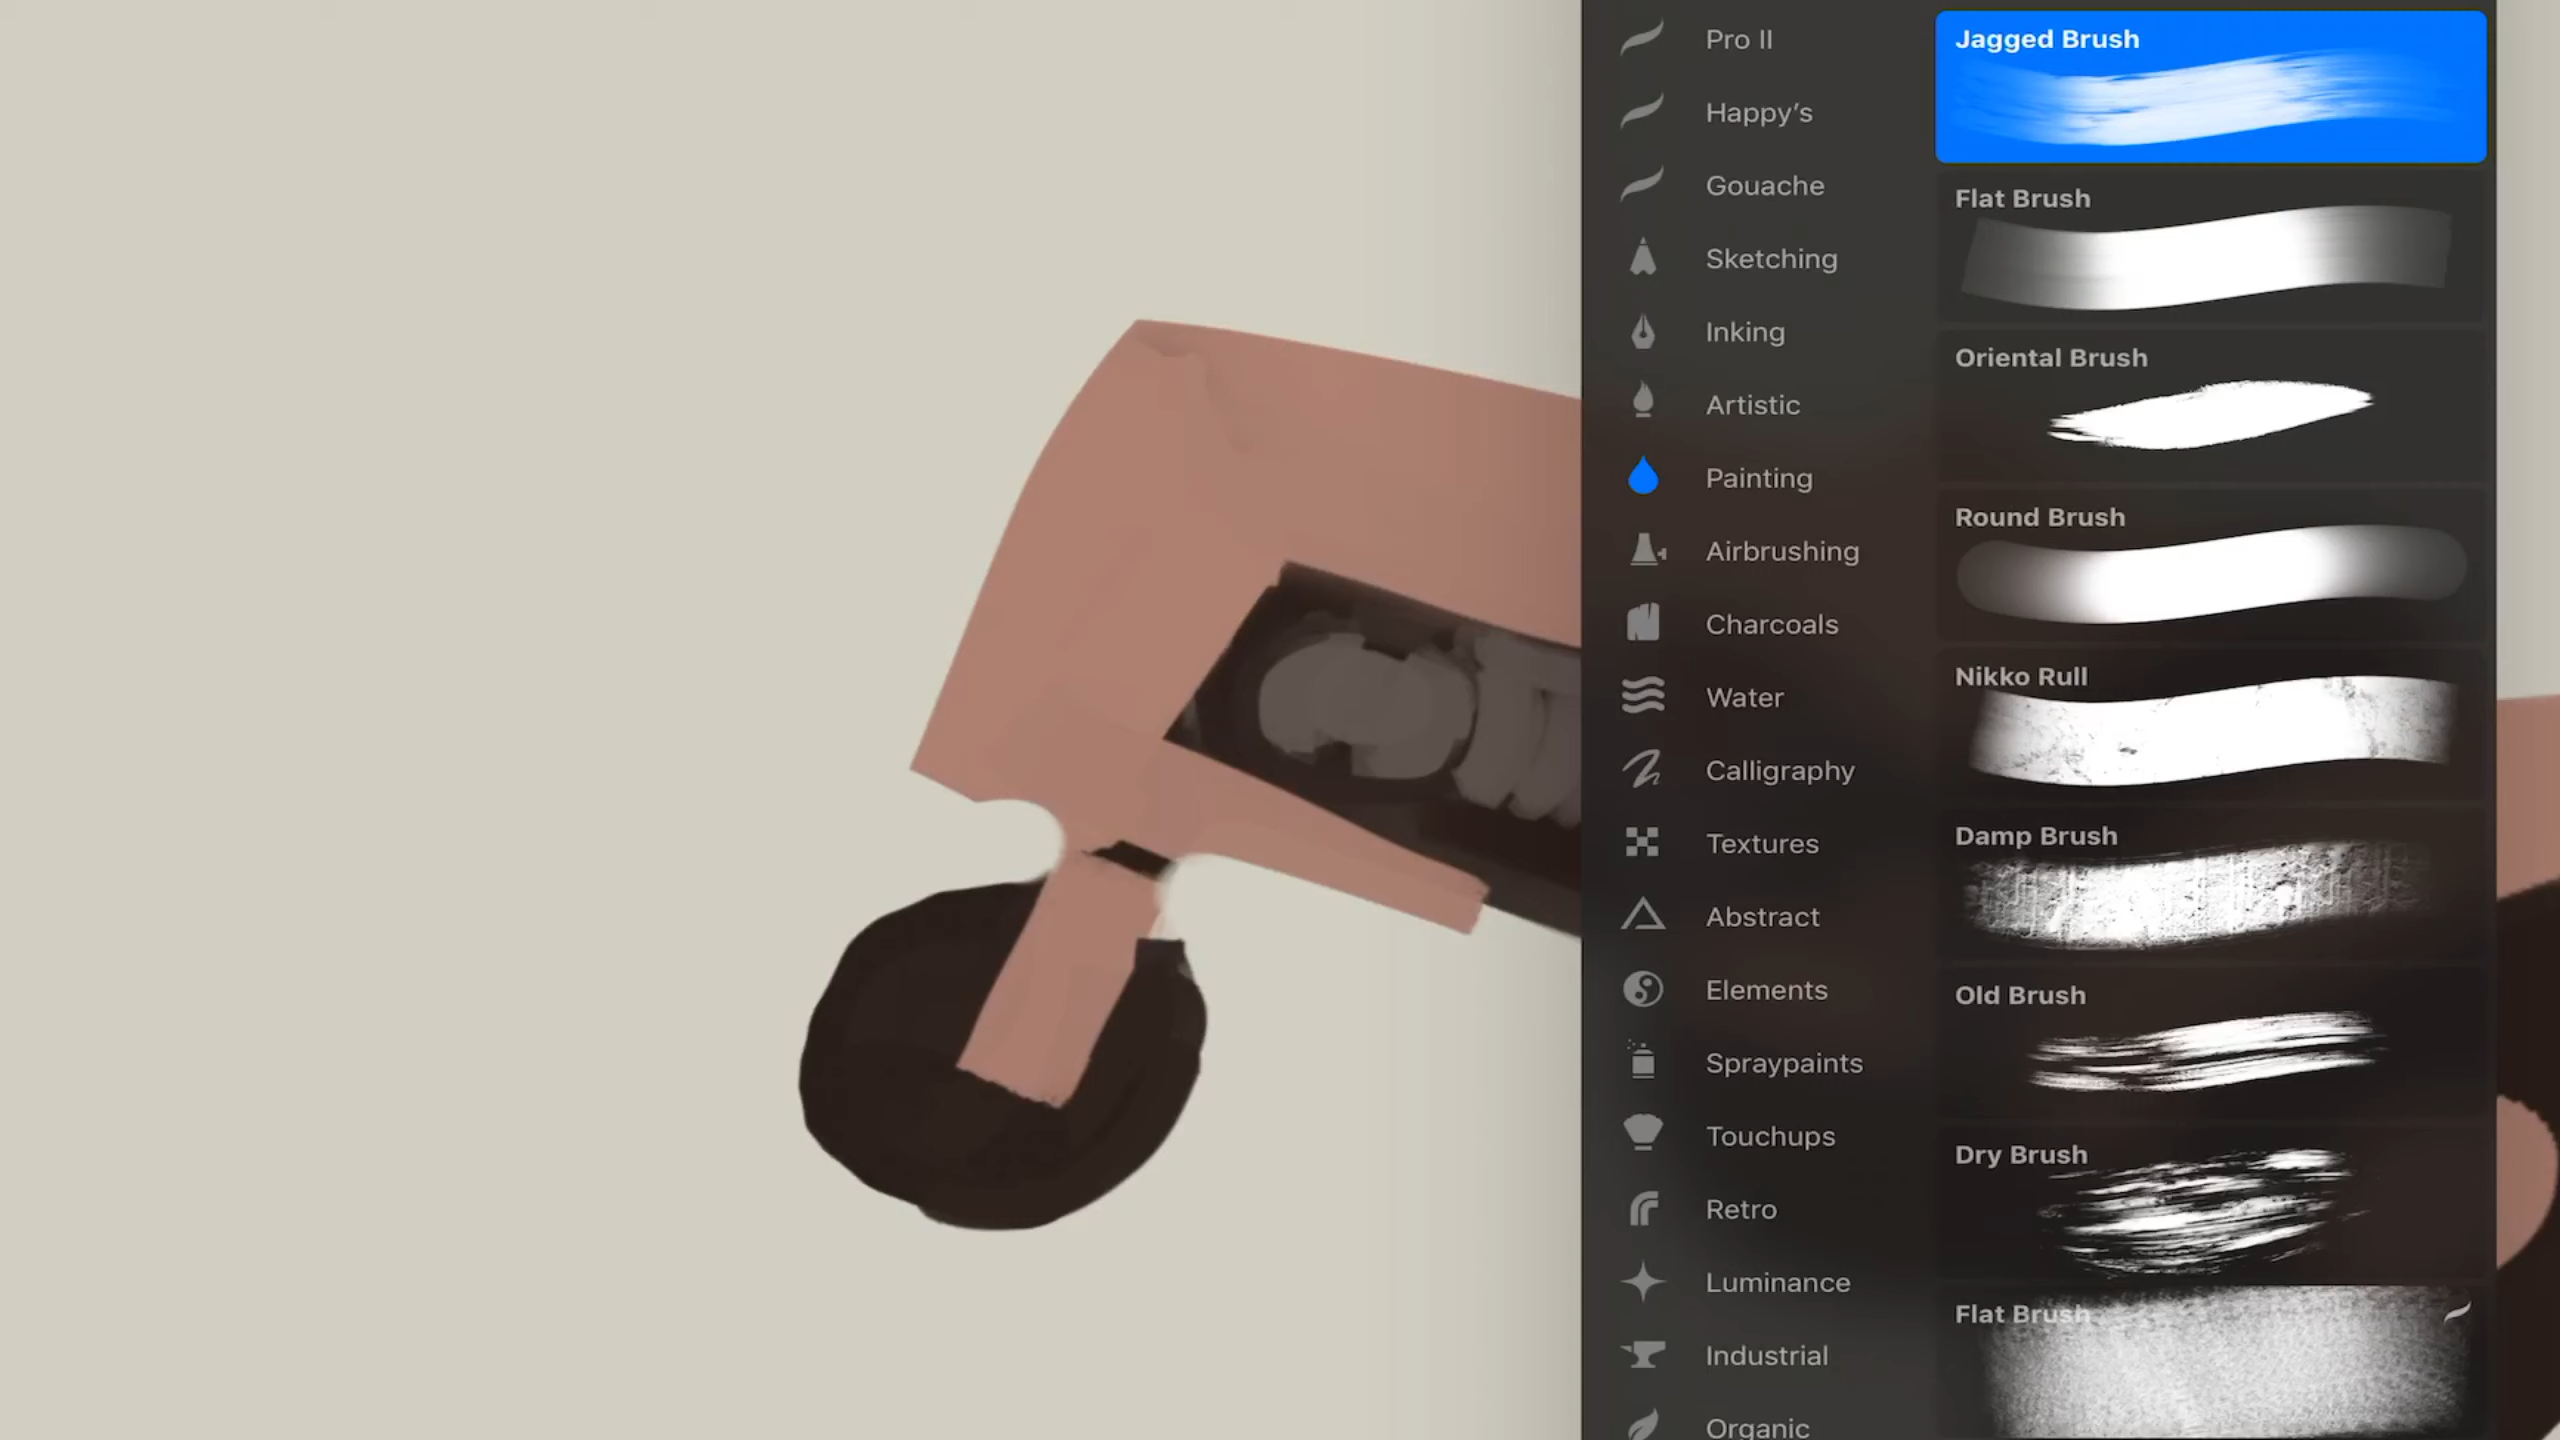 Pro II
Happy's
Gouache
Sketching
Inking
Artistic
Painting
Airbrushing
Charcoals
Water
Calligraphy
Textures
Abstract
Elements
Spraypaints
Touchups
Retro
Luminance
Industrial
Organic
Jagged Brush
Flat Brush
Oriental Brush
Round Brush
Nikko Rull
Damp Brush
Old Brush
Dry Brush
Flat Brush